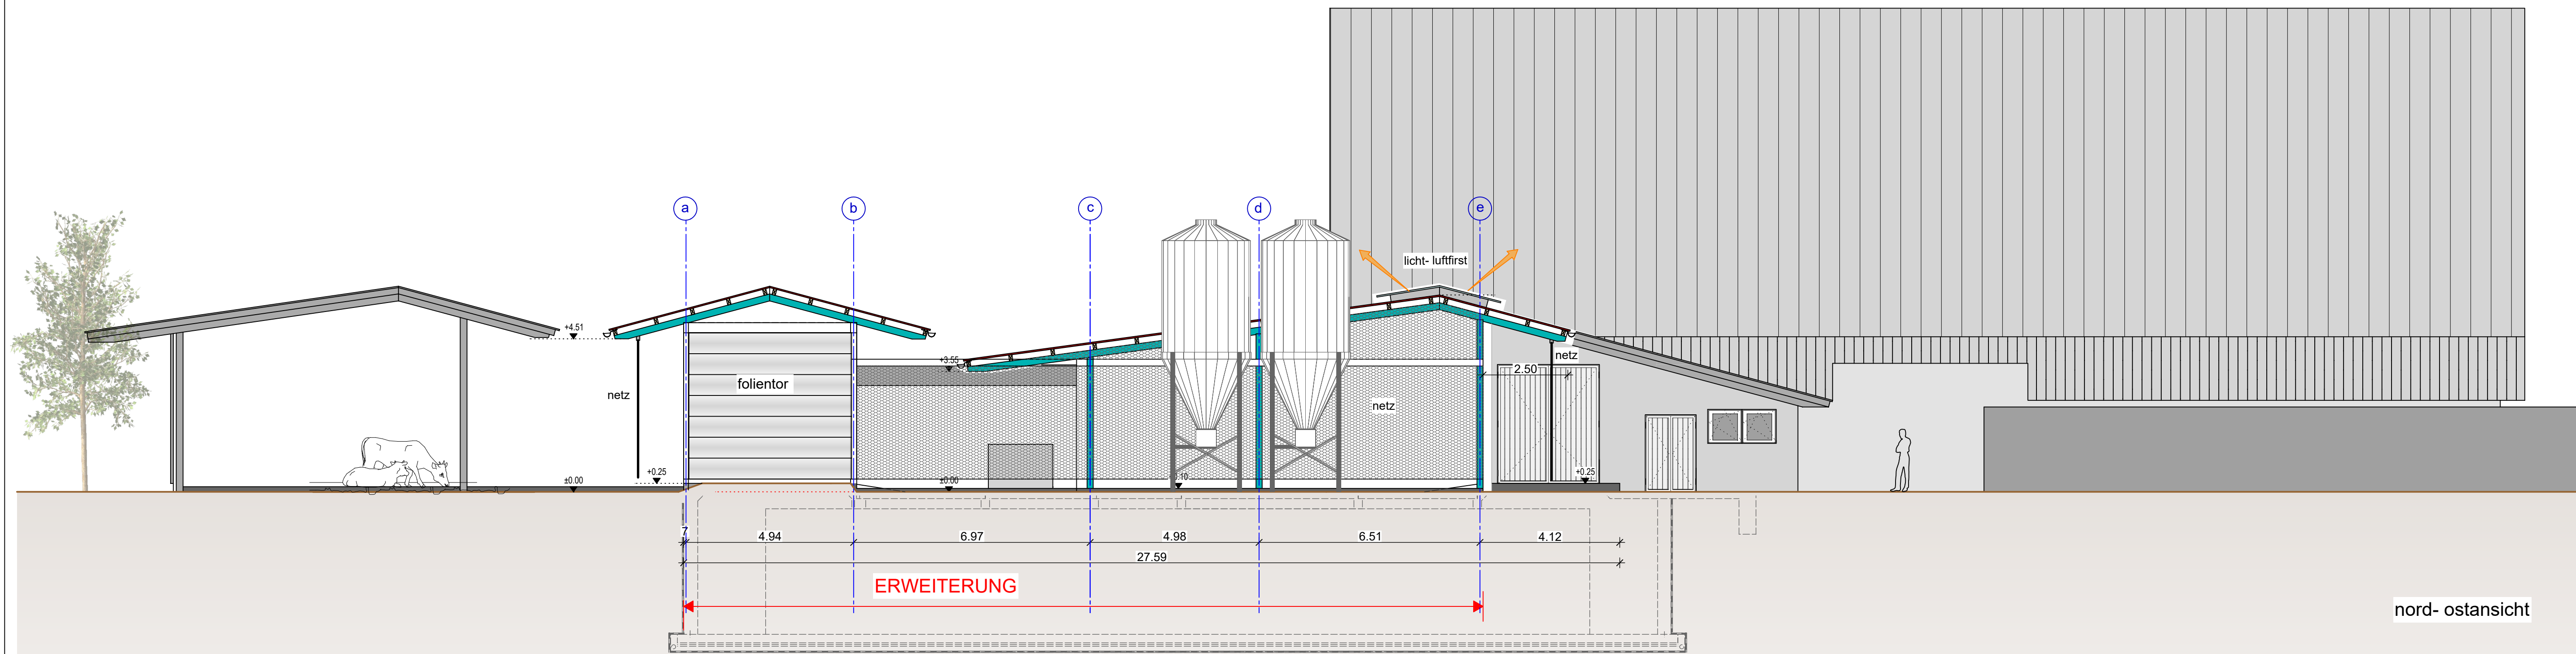 a
b
c
d
e
licht- luftfirst
+4.51
+3.55
netz
2.50
folientor
netz
netz
+0.25
±0.00
±0.00
+0.25
7
4.94
6.97
4.98
6.51
4.12
27.59
ERWEITERUNG
nord- ostansicht